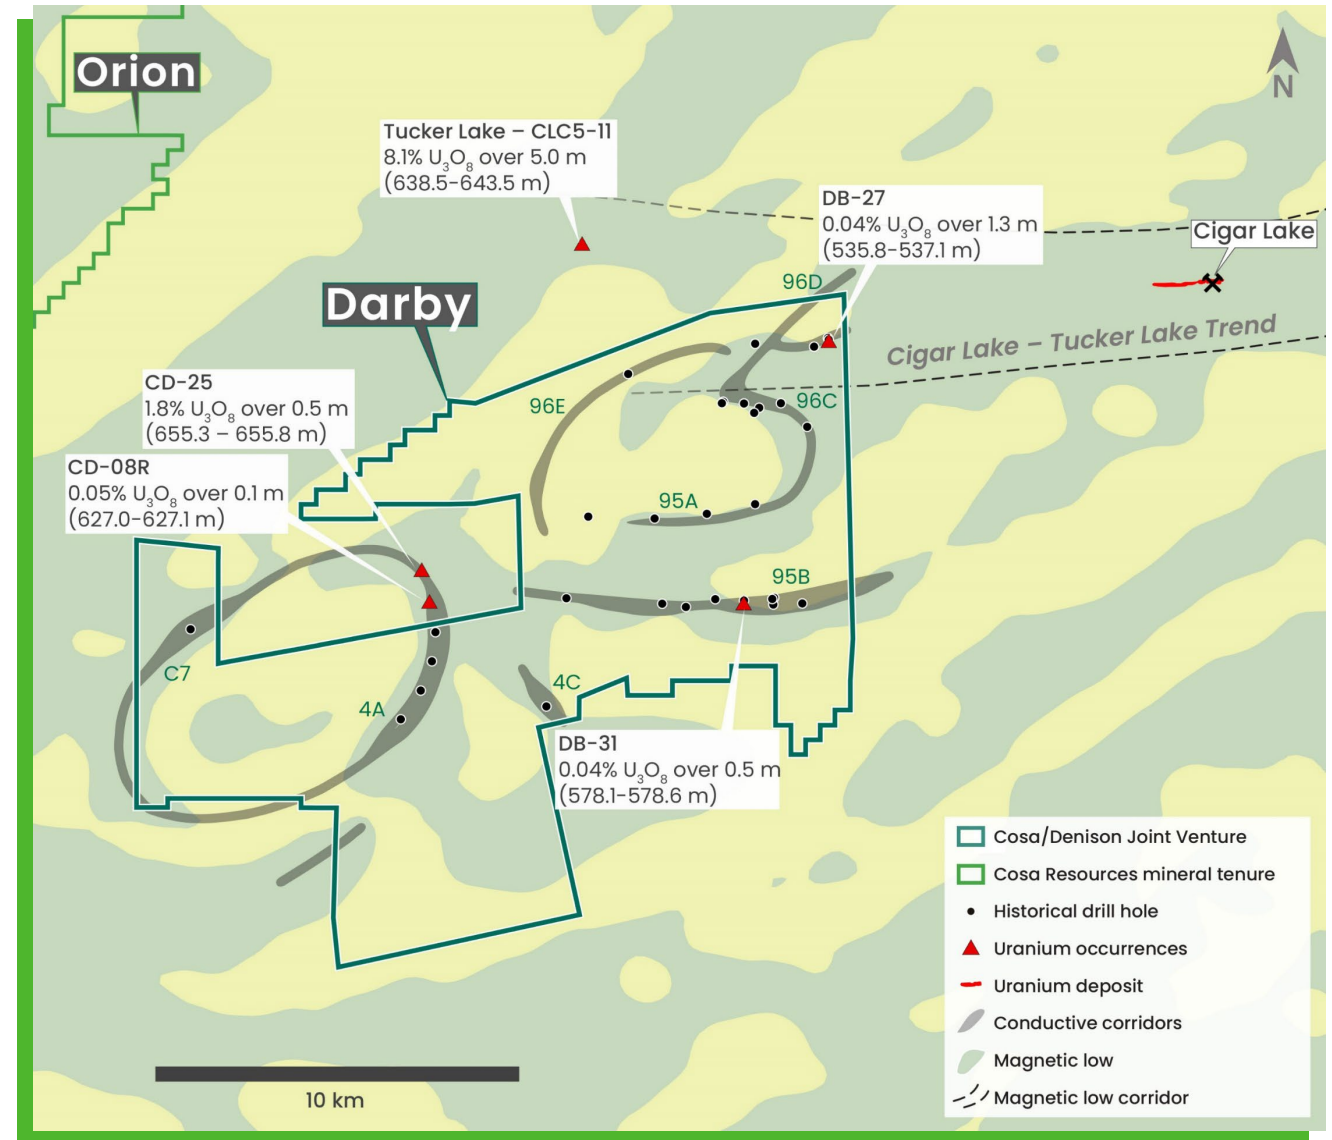 Orion
N
Tucker Lake – CLC5-11
8.1% U₃O₈ over 5.0 m
(638.5-643.5 m)
DB-27
0.04% U₃O₈ over 1.3 m
(535.8-537.1 m)
Cigar Lake
96D
Darby
Cigar Lake – Tucker Lake Trend
CD-25
1.8% U₃O₈ over 0.5 m
(655.3 – 655.8 m)
96E
96C
CD-08R
0.05% U₃O₈ over 0.1 m
(627.0-627.1 m)
95A
95B
C7
4A
4C
DB-31
0.04% U₃O₈ over 0.5 m
(578.1-578.6 m)
Cosa/Denison Joint Venture
Cosa Resources mineral tenure
Historical drill hole
Uranium occurrences
Uranium deposit
Conductive corridors
Magnetic low
Magnetic low corridor
10 km